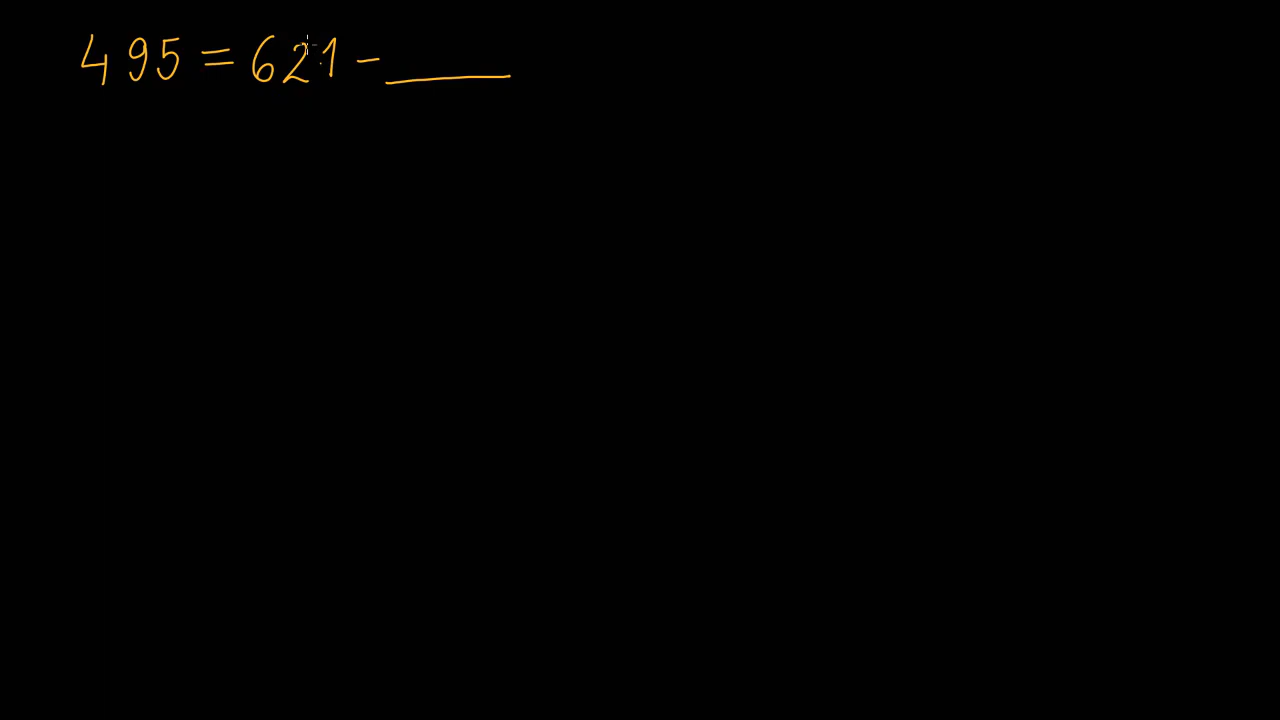 495 = 621 - ____